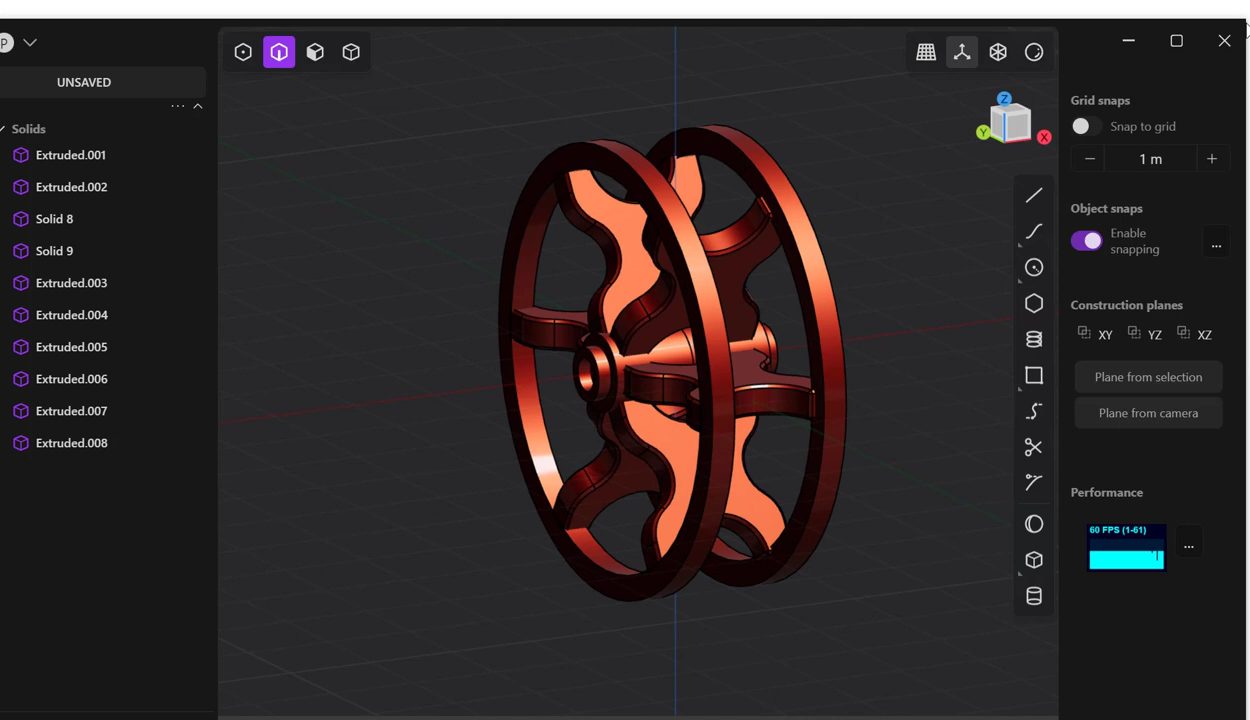 P
UNSAVED
...
Solids
Extruded.001
Extruded.002
Solid 8
Solid 9
Extruded.003
Extruded.004
Extruded.005
Extruded.006
Extruded.007
Extruded.008
Z
Y
X
Grid snaps
Snap to grid
1 m
Object snaps
Enable
snapping
...
Construction planes
XY YZ XZ
Plane from selection
Plane from camera
Performance
60 FPS (1-61)
...